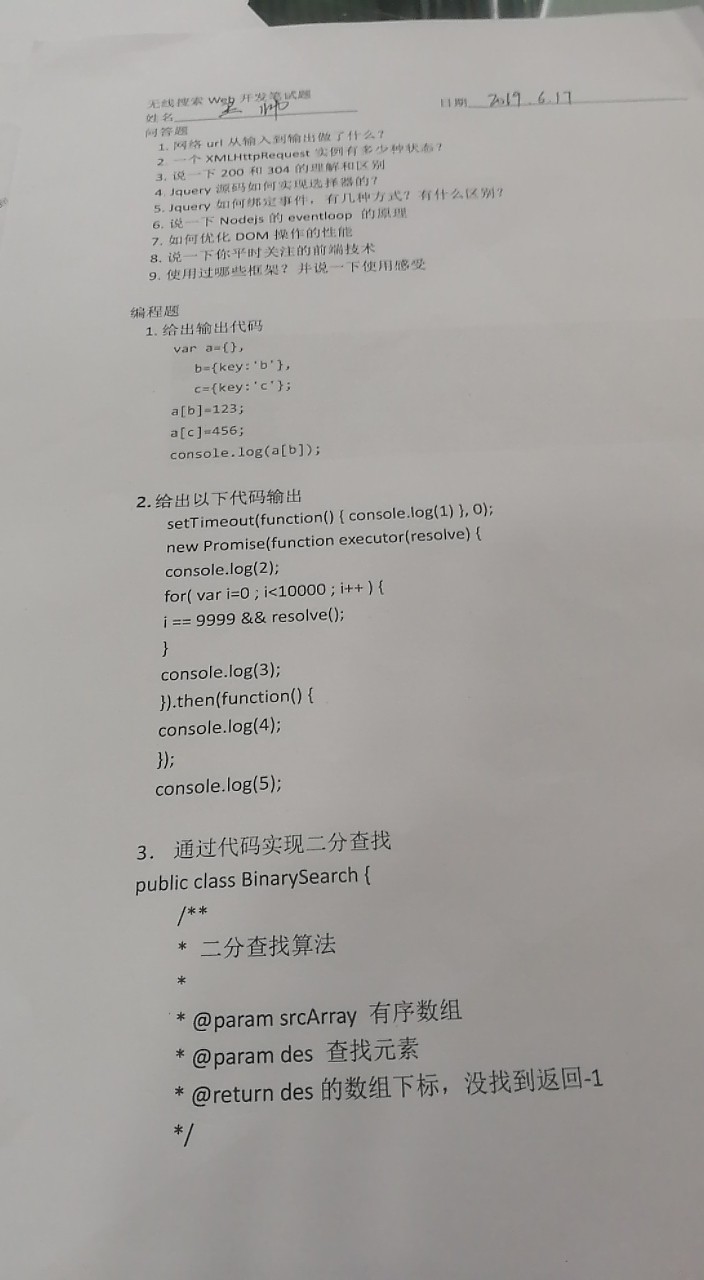 无线搜索 Web 开发笔试题
姓名 王帅 日期 2019.6.17
问答题
1. 网络 url 从输入到输出做了什么？
2. 一个 XMLHttpRequest 实例有多少种状态？
3. 说一下 200 和 304 的理解和区别
4. Jquery 源码如何实现选择器的？
5. Jquery 如何绑定事件，有几种方式？有什么区别？
6. 说一下 Nodejs 的 eventloop 的原理
7. 如何优化 DOM 操作的性能
8. 说一下你平时关注的前端技术
9. 使用过哪些框架？并说一下使用感受
编程题
1. 给出输出代码
var a={},
b={key:'b'},
c={key:'c'};
a[b]=123;
a[c]=456;
console.log(a[b]);
2. 给出以下代码输出
setTimeout(function() { console.log(1) }, 0);
new Promise(function executor(resolve) {
console.log(2);
for( var i=0 ; i<10000 ; i++ ) {
i == 9999 && resolve();
}
console.log(3);
}).then(function() {
console.log(4);
});
console.log(5);
3. 通过代码实现二分查找
public class BinarySearch {
/**
* 二分查找算法
*
* @param srcArray 有序数组
* @param des 查找元素
* @return des 的数组下标，没找到返回-1
*/